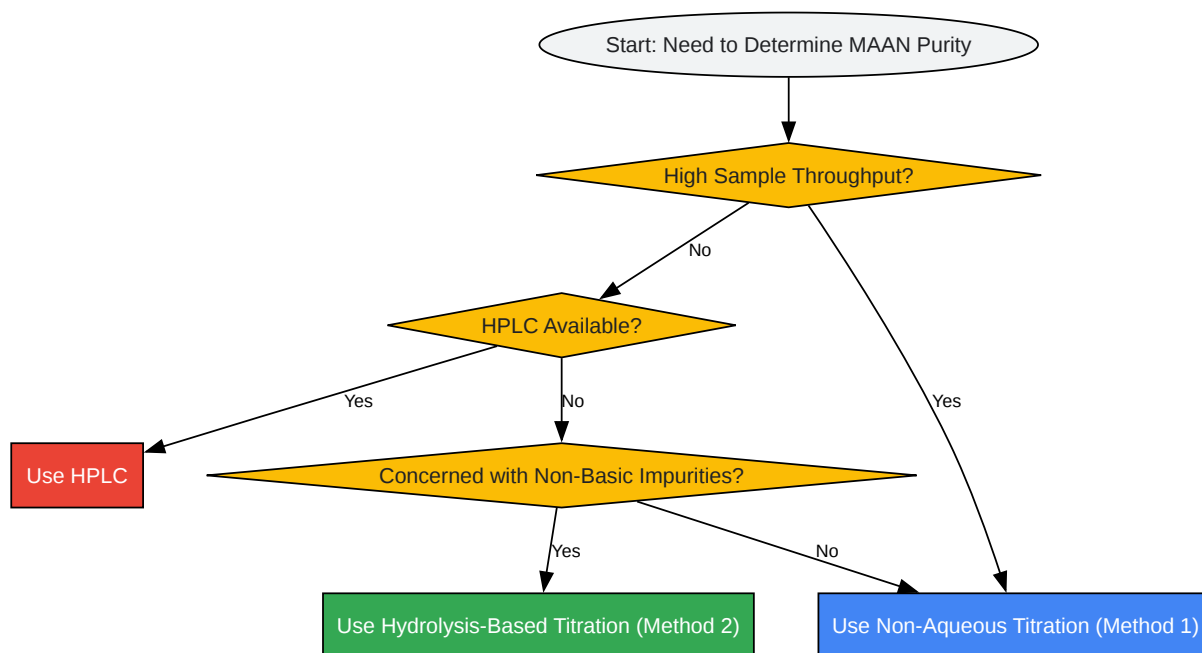 Start: Need to Determine MAAN Purity
High Sample Throughput?
No
HPLC Available?
Yes
No
Yes
Use HPLC
Concerned with Non-Basic Impurities?
Yes
No
Use Hydrolysis-Based Titration (Method 2)
Use Non-Aqueous Titration (Method 1)